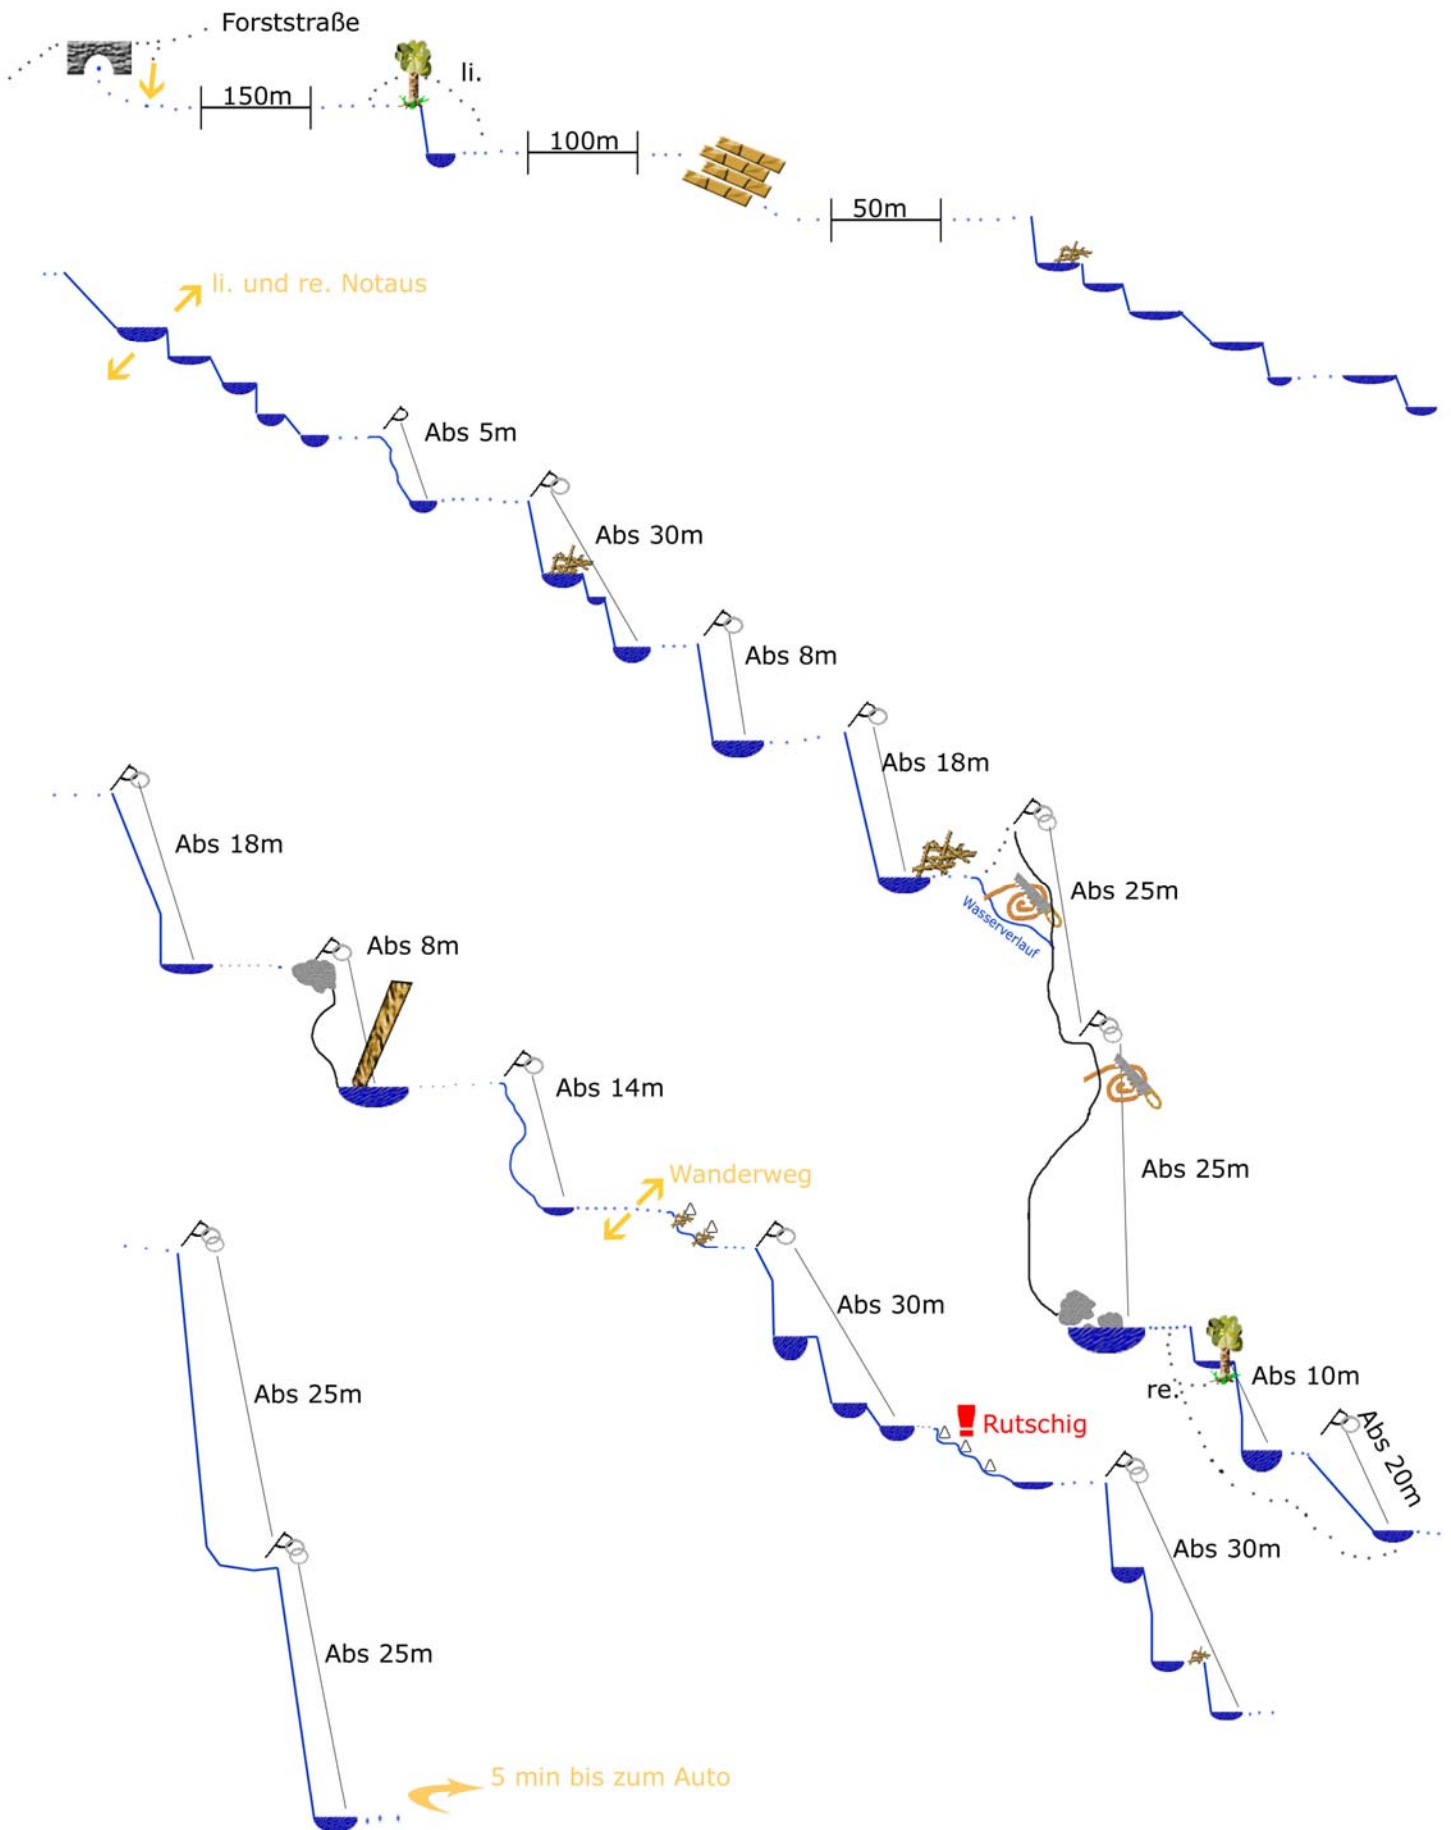 Forststraße
li.
150m
100m
50m
li. und re. Notaus
Abs 5m
Abs 30m
Abs 8m
Abs 18m
Abs 25m
Wasserverlauf
Abs 25m
re.
Abs 10m
Abs 20m
Abs 18m
Abs 8m
Abs 14m
Wanderweg
Abs 30m
Rutschig
Abs 30m
Abs 25m
Abs 25m
5 min bis zum Auto